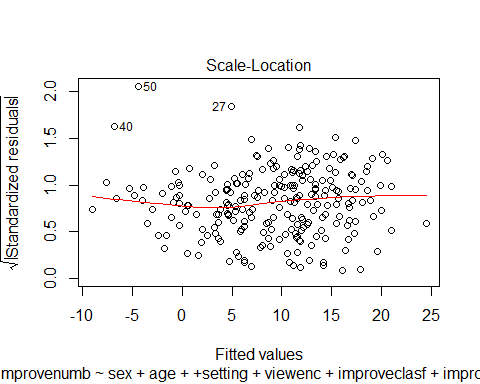 Scale-Location
√|Standardized residuals|
2.0
1.5
1.0
0.5
0.0
50
27
40
-10 -5 0 5 10 15 20 25
Fitted values
mprovenumb ~ sex + age + +setting + viewenc + improveclasf + impro